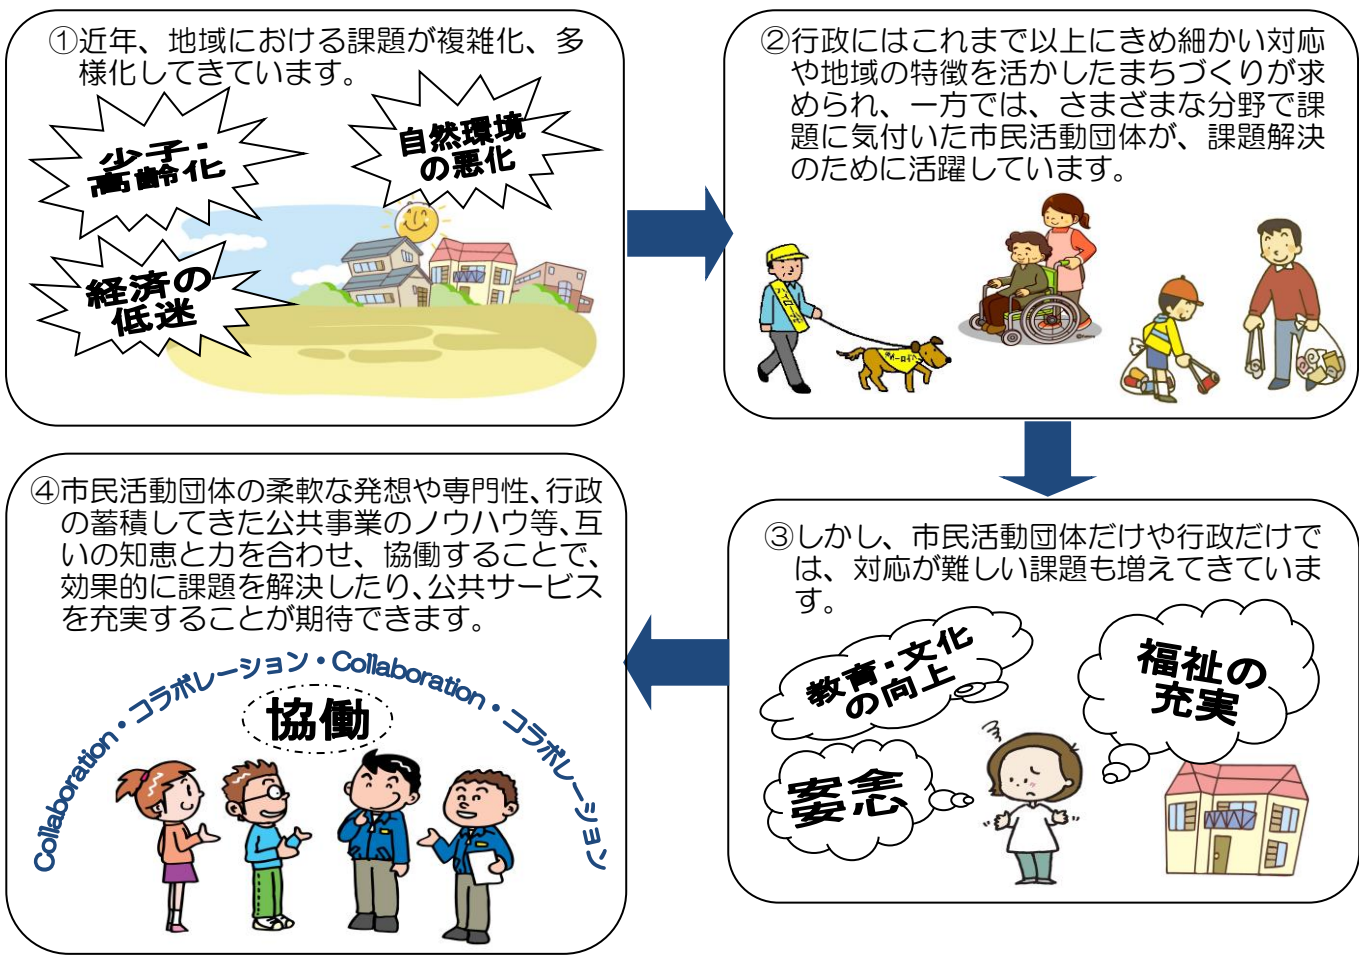 ①近年、地域における課題が複雑化、多
様化してきています。
少子・
高齢化
自然環境
の悪化
経済の
低迷
②行政にはこれまで以上にきめ細かい対応
や地域の特徴を活かしたまちづくりが求
められ、一方では、さまざまな分野で課
題に気付いた市民活動団体が、課題解決
のために活躍しています。
③しかし、市民活動団体だけや行政だけで
は、対応が難しい課題も増えてきていま
す。
教育・文化
の向上
福祉の
充実
④市民活動団体の柔軟な発想や専門性、行政
の蓄積してきた公共事業のノウハウ等、互
いの知恵と力を合わせ、協働することで、
効果的に課題を解決したり、公共サービス
を充実することが期待できます。
Collaboration・コラボレーション・Collaboration・コラボレーション
協働